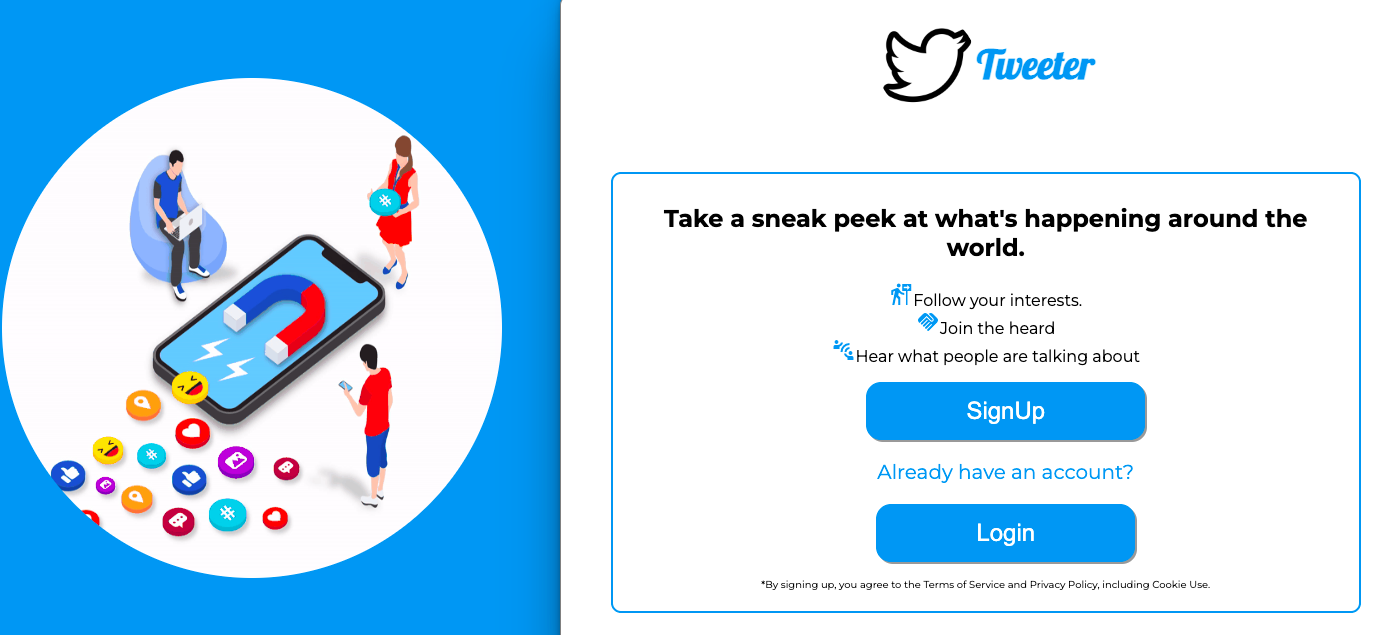 Tweeter
Take a sneak peek at what's happening around the
world.
Follow your interests.
Join the heard
Hear what people are talking about
SignUp
Already have an account?
Login
*By signing up, you agree to the Terms of Service and Privacy Policy, including Cookie Use.